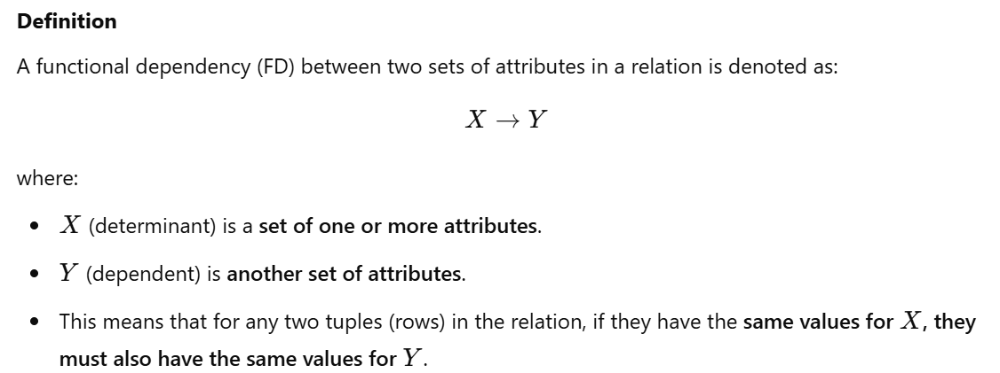 Definition
A functional dependency (FD) between two sets of attributes in a relation is denoted as:
X → Y
where:
• X (determinant) is a set of one or more attributes.
• Y (dependent) is another set of attributes.
• This means that for any two tuples (rows) in the relation, if they have the same values for X, they
must also have the same values for Y.